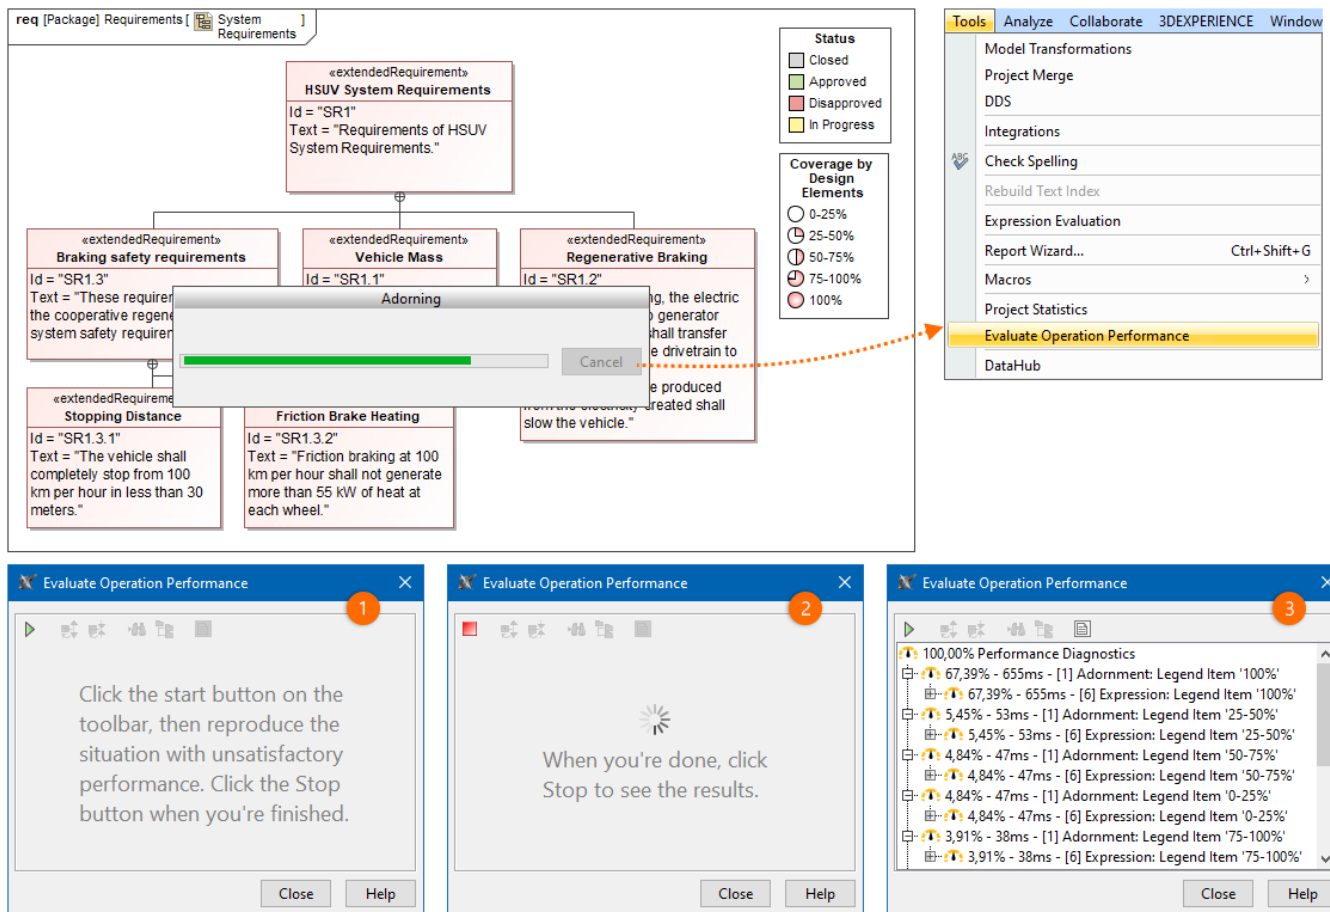 req [Package] Requirements [ System Requirements ]
«extendedRequirement»
HSUV System Requirements
Id = "SR1"
Text = "Requirements of HSUV
System Requirements."
«extendedRequirement»
Braking safety requirements
Id = "SR1.3"
Text = "These
the cooperative
system safety
«extendedRequirement»
Vehicle Mass
Id = "SR1.1"
«extendedRequirement»
Regenerative Braking
Id = "SR1.2"
the electric
generator
shall transfer
drivetrain to
produced
created shall
slow the vehicle."
Adorning
Cancel
Stopping Distance
Id = "SR1.3.1"
Text = "The vehicle shall
completely stop from 100
km per hour in less than 30
meters."
Friction Brake Heating
Id = "SR1.3.2"
Text = "Friction braking at 100
km per hour shall not generate
more than 55 kW of heat at
each wheel."
Status
Closed
Approved
Disapproved
In Progress
Coverage by
Design
Elements
0-25%
25-50%
50-75%
75-100%
100%
Tools Analyze Collaborate 3DEXPERIENCE Window
Model Transformations
Project Merge
DDS
Integrations
ABC Check Spelling
Rebuild Text Index
Expression Evaluation
Report Wizard... Ctrl+Shift+G
Macros
Project Statistics
Evaluate Operation Performance
DataHub
Evaluate Operation Performance
1
Click the start button on the
toolbar, then reproduce the
situation with unsatisfactory
performance. Click the Stop
button when you're finished.
Close Help
Evaluate Operation Performance
2
When you're done, click
Stop to see the results.
Close Help
Evaluate Operation Performance
3
100,00% Performance Diagnostics
67,39% - 655ms - [1] Adornment: Legend Item '100%'
67,39% - 655ms - [6] Expression: Legend Item '100%'
5,45% - 53ms - [1] Adornment: Legend Item '25-50%'
5,45% - 53ms - [6] Expression: Legend Item '25-50%'
4,84% - 47ms - [1] Adornment: Legend Item '50-75%'
4,84% - 47ms - [6] Expression: Legend Item '50-75%'
4,84% - 47ms - [1] Adornment: Legend Item '0-25%'
4,84% - 47ms - [6] Expression: Legend Item '0-25%'
3,91% - 38ms - [1] Adornment: Legend Item '75-100%'
3,91% - 38ms - [6] Expression: Legend Item '75-100%'
Close Help